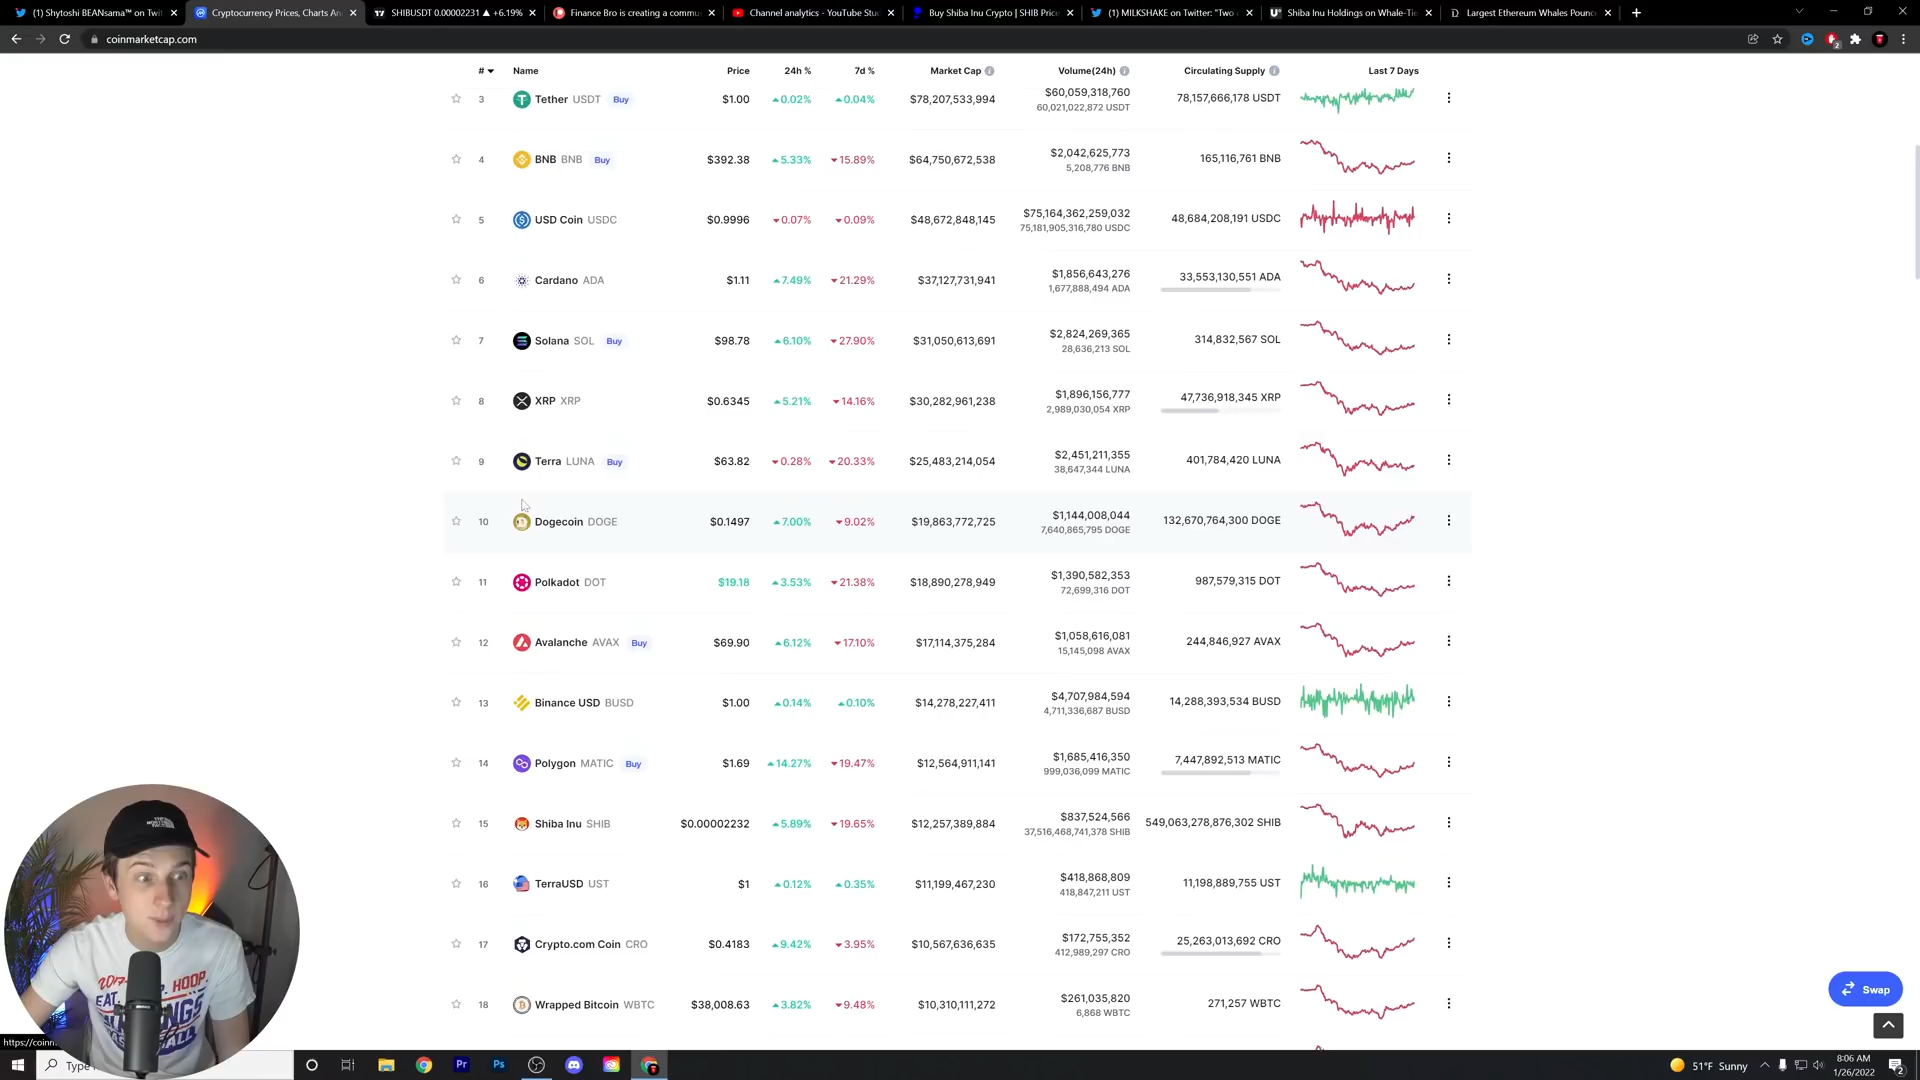 (1) Shytoshi BEANsama™ on Twit
Cryptocurrency Prices, Charts An
SHIBUSDT 0.00002231 ▲ +6.19%
Finance Bro is creating a commu
Channel analytics - YouTube Stu
Buy Shiba Inu Crypto | SHIB Pric
(1) MILKSHAKE on Twitter: "Two
Shiba Inu Holdings on Whale-Tie
Largest Ethereum Whales Pounc
coinmarketcap.com
# Name Price 24h % 7d % Market Cap Volume(24h) Circulating Supply Last 7 Days
3 Tether USDT Buy $1.00 0.02% 0.04% $78,207,533,994 $60,059,318,760 78,157,666,178 USDT
60,021,022,872 USDT
4 BNB BNB Buy $392.38 5.33% 15.89% $64,750,672,538 $2,042,625,773 165,116,761 BNB
5,208,776 BNB
5 USD Coin USDC $0.9996 0.07% 0.09% $48,672,848,145 $75,164,362,259,032 48,684,208,191 USDC
75,181,905,316,780 USDC
6 Cardano ADA $1.11 7.49% 21.29% $37,127,731,941 $1,856,643,276 33,553,130,551 ADA
1,677,888,494 ADA
7 Solana SOL Buy $98.78 6.10% 27.90% $31,050,613,691 $2,824,269,365 314,832,567 SOL
28,636,213 SOL
8 XRP XRP $0.6345 5.21% 14.16% $30,282,961,238 $1,896,156,777 47,736,918,345 XRP
2,989,030,054 XRP
9 Terra LUNA Buy $63.82 0.28% 20.33% $25,483,214,054 $2,451,211,355 401,784,420 LUNA
38,647,344 LUNA
10 Dogecoin DOGE $0.1497 7.00% 9.02% $19,863,772,725 $1,144,008,044 132,670,764,300 DOGE
7,640,865,795 DOGE
11 Polkadot DOT $19.18 3.53% 21.38% $18,890,278,949 $1,390,582,353 987,579,315 DOT
72,699,316 DOT
12 Avalanche AVAX Buy $69.90 6.12% 17.10% $17,114,375,284 $1,058,616,081 244,846,927 AVAX
15,145,098 AVAX
13 Binance USD BUSD $1.00 0.14% 0.10% $14,278,227,411 $4,707,984,594 14,288,393,534 BUSD
4,711,336,687 BUSD
14 Polygon MATIC Buy $1.69 14.27% 19.47% $12,564,911,141 $1,685,416,350 7,447,892,513 MATIC
999,036,099 MATIC
15 Shiba Inu SHIB $0.00002232 5.89% 19.65% $12,257,389,884 $837,524,566 549,063,278,876,302 SHIB
37,516,468,741,378 SHIB
16 TerraUSD UST $1 0.12% 0.35% $11,199,467,230 $418,868,809 11,198,889,755 UST
418,847,211 UST
17 Crypto.com Coin CRO $0.4183 9.42% 3.95% $10,567,636,635 $172,755,352 25,263,013,692 CRO
412,989,297 CRO
18 Wrapped Bitcoin WBTC $38,008.63 3.82% 9.48% $10,310,111,272 $261,035,820 271,257 WBTC
6,868 WBTC
Swap
2017
HOOP.
EAT.
https://coinm
Type
Pr
Ps
51°F Sunny
8:06 AM
1/26/2022
2